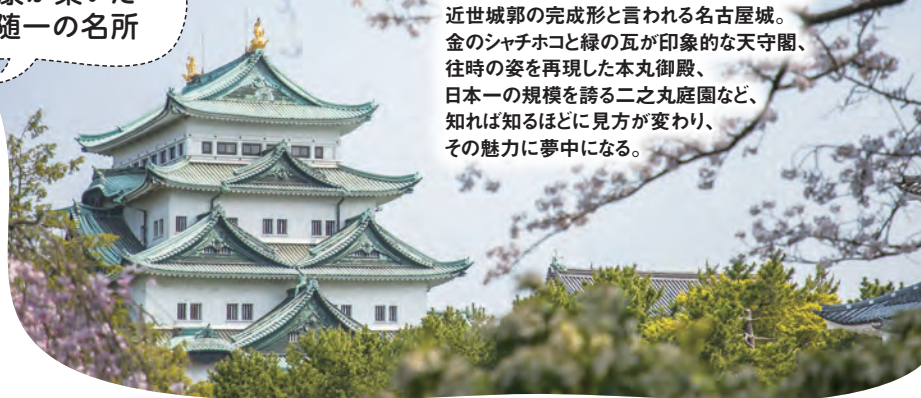 が築いた
随一の名所
近世城郭の完成形と言われる名古屋城。
金のシャチホコと緑の瓦が印象的な天守閣、
往時の姿を再現した本丸御殿、
日本一の規模を誇る二之丸庭園など、
知れば知るほどに見方が変わり、
その魅力に夢中になる。